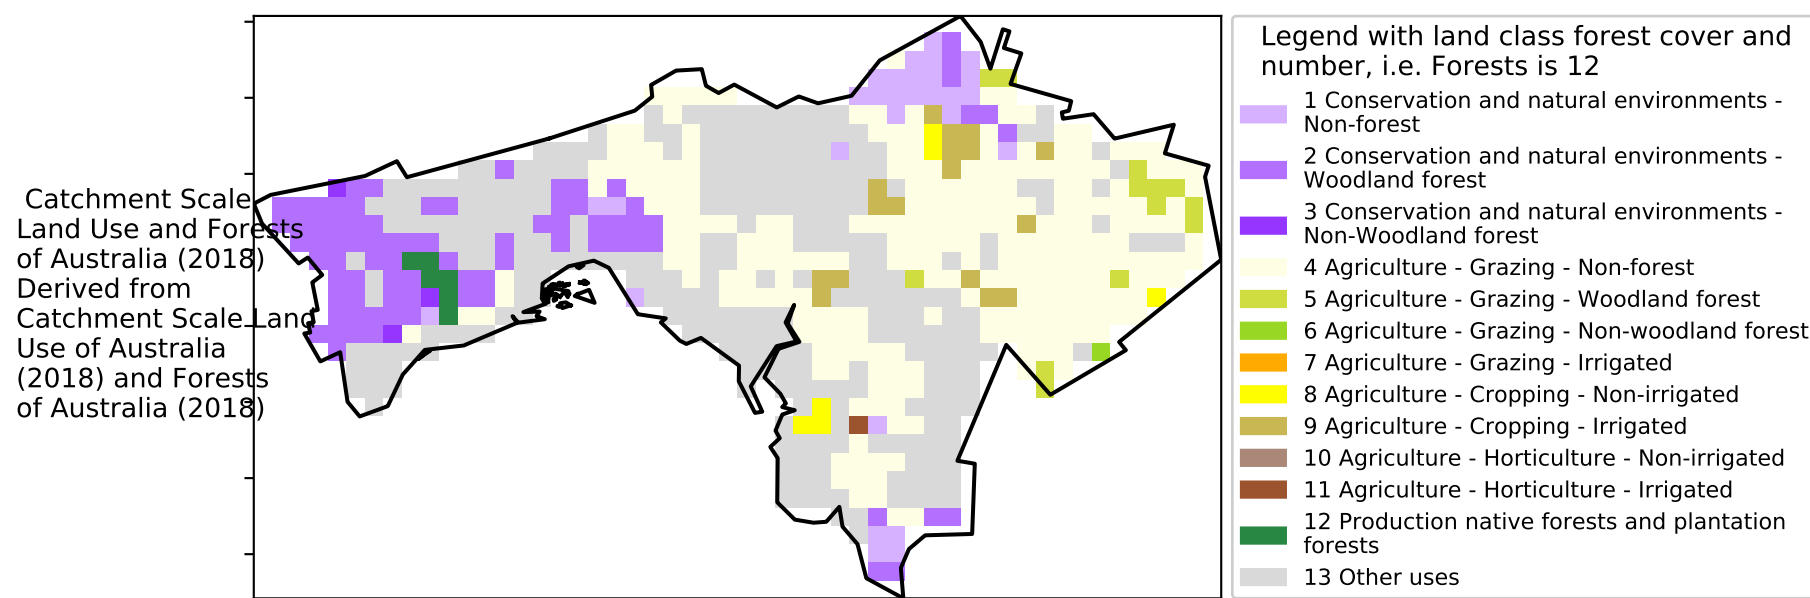 Catchment Scale
Land Use and Forests
of Australia (2018)
Derived from
Catchment Scale Land
Use of Australia
(2018) and Forests
of Australia (2018)
Legend with land class forest cover and
number, i.e. Forests is 12
1 Conservation and natural environments -
Non-forest
2 Conservation and natural environments -
Woodland forest
3 Conservation and natural environments -
Non-Woodland forest
4 Agriculture - Grazing - Non-forest
5 Agriculture - Grazing - Woodland forest
6 Agriculture - Grazing - Non-woodland forest
7 Agriculture - Grazing - Irrigated
8 Agriculture - Cropping - Non-irrigated
9 Agriculture - Cropping - Irrigated
10 Agriculture - Horticulture - Non-irrigated
11 Agriculture - Horticulture - Irrigated
12 Production native forests and plantation
forests
13 Other uses